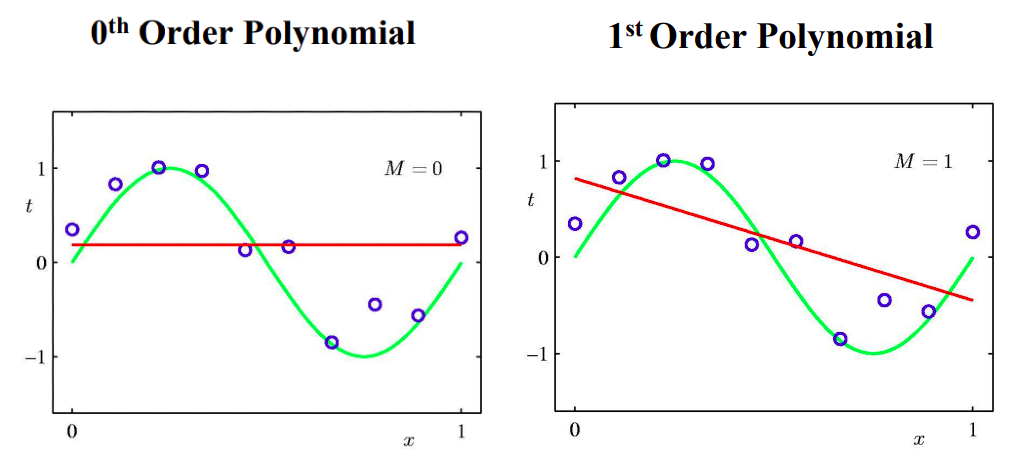 0th Order Polynomial
M = 0
1
t
0
−1
0
x
1
1st Order Polynomial
M = 1
1
t
0
−1
0
x
1